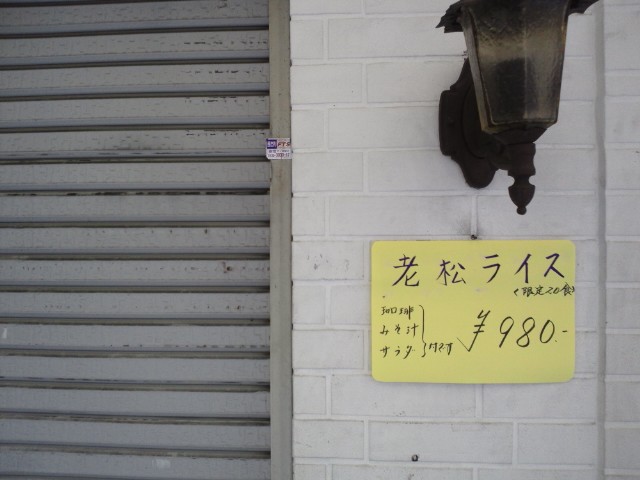 老松ライス
(限定20食)
珈琲
みそ汁
サラダ
付です
¥980.-